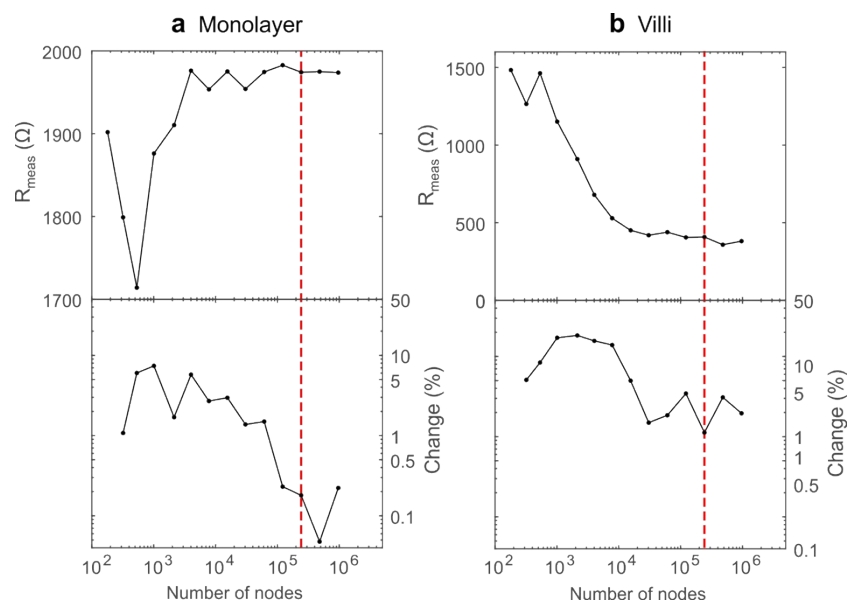 a Monolayer
2000
1900
1800
1700
R_meas (Ω)
50
10
5
1
0.5
0.1
Change (%)
10^2 10^3 10^4 10^5 10^6
Number of nodes
b Villi
1500
1000
500
0
R_meas (Ω)
50
10
5
1
1
0.5
0.1
Change (%)
10^2 10^3 10^4 10^5 10^6
Number of nodes